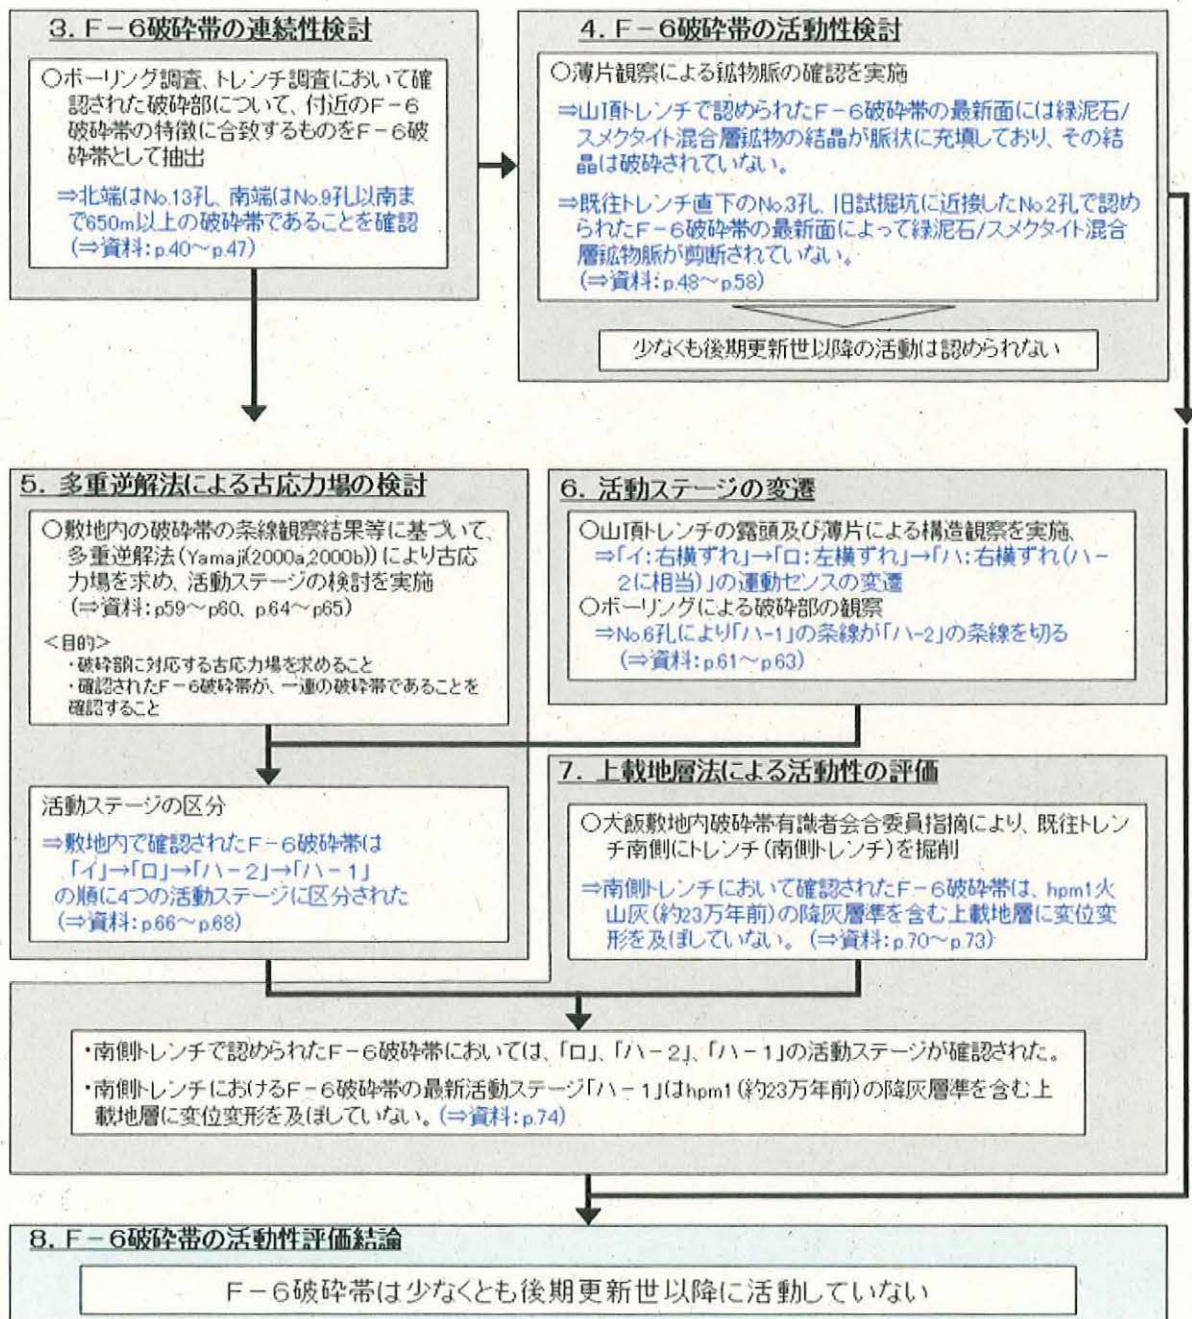 3. F-6破砕帯の連続性検討
○ボーリング調査、トレンチ調査において確
認された破砕部について、付近のF-6
破砕帯の特徴に合致するものをF-6破
砕帯として抽出
⇒北端はNo.13孔、南端はNo.9孔以南ま
で650m以上の破砕帯であることを確認
(⇒資料:p.40~p.47)
4. F-6破砕帯の活動性検討
○薄片観察による鉱物脈の確認を実施
⇒山頂トレンチで認められたF-6破砕帯の最新面には緑泥石/
スメクタイト混合層鉱物の結晶が脈状に充填しており、その結
晶は破砕されていない。
⇒既往トレンチ直下のNo.3孔、旧試掘坑に近接したNo.2孔で認め
られたF-6破砕帯の最新面によって緑泥石/スメクタイト混合
層鉱物脈が剪断されていない。
(⇒資料:p.48~p.58)
少なくも後期更新世以降の活動は認められない
5. 多重逆解法による古応力場の検討
○敷地内の破砕帯の条線観察結果等に基づいて、
多重逆解法(Yamaji(2000a,2000b))により古応
力場を求め、活動ステージの検討を実施
(⇒資料:p59~p60、p.64~p65)
<目的>
・破砕部に対応する古応力場を求めること
・確認されたF-6破砕帯が、一連の破砕帯であることを
確認すること
活動ステージの区分
⇒敷地内で確認されたF-6破砕帯は
「イ」→「ロ」→「ハ-2」→「ハ-1」
の順に4つの活動ステージに区分された
(⇒資料:p.66~p.68)
6. 活動ステージの変遷
○山頂トレンチの露頭及び薄片による構造観察を実施、
⇒「イ:右横ずれ」→「ロ:左横ずれ」→「ハ:右横ずれ(ハ-
2に相当)」の運動センスの変遷
○ボーリングによる破砕部の観察
⇒No.6孔により「ハ-1」の条線が「ハ-2」の条線を切る
(⇒資料:p.61~p.63)
7. 上載地層法による活動性の評価
○大飯敷地内破砕帯有識者会合委員指摘により、既往トレン
チ南側にトレンチ(南側トレンチ)を掘削
⇒南側トレンチにおいて確認されたF-6破砕帯は、hpm1火
山灰(約23万年前)の降灰層準を含む上載地層に変位変
形を及ぼしていない。(⇒資料:p.70~p.73)
・南側トレンチで認められたF-6破砕帯においては、「ロ」、「ハ-2」、「ハ-1」の活動ステージが確認された。
・南側トレンチにおけるF-6破砕帯の最新活動ステージ「ハ-1」はhpm1(約23万年前)の降灰層準を含む上
載地層に変位変形を及ぼしていない。(⇒資料:p.74)
8. F-6破砕帯の活動性評価結論
F-6破砕帯は少なくとも後期更新世以降に活動していない